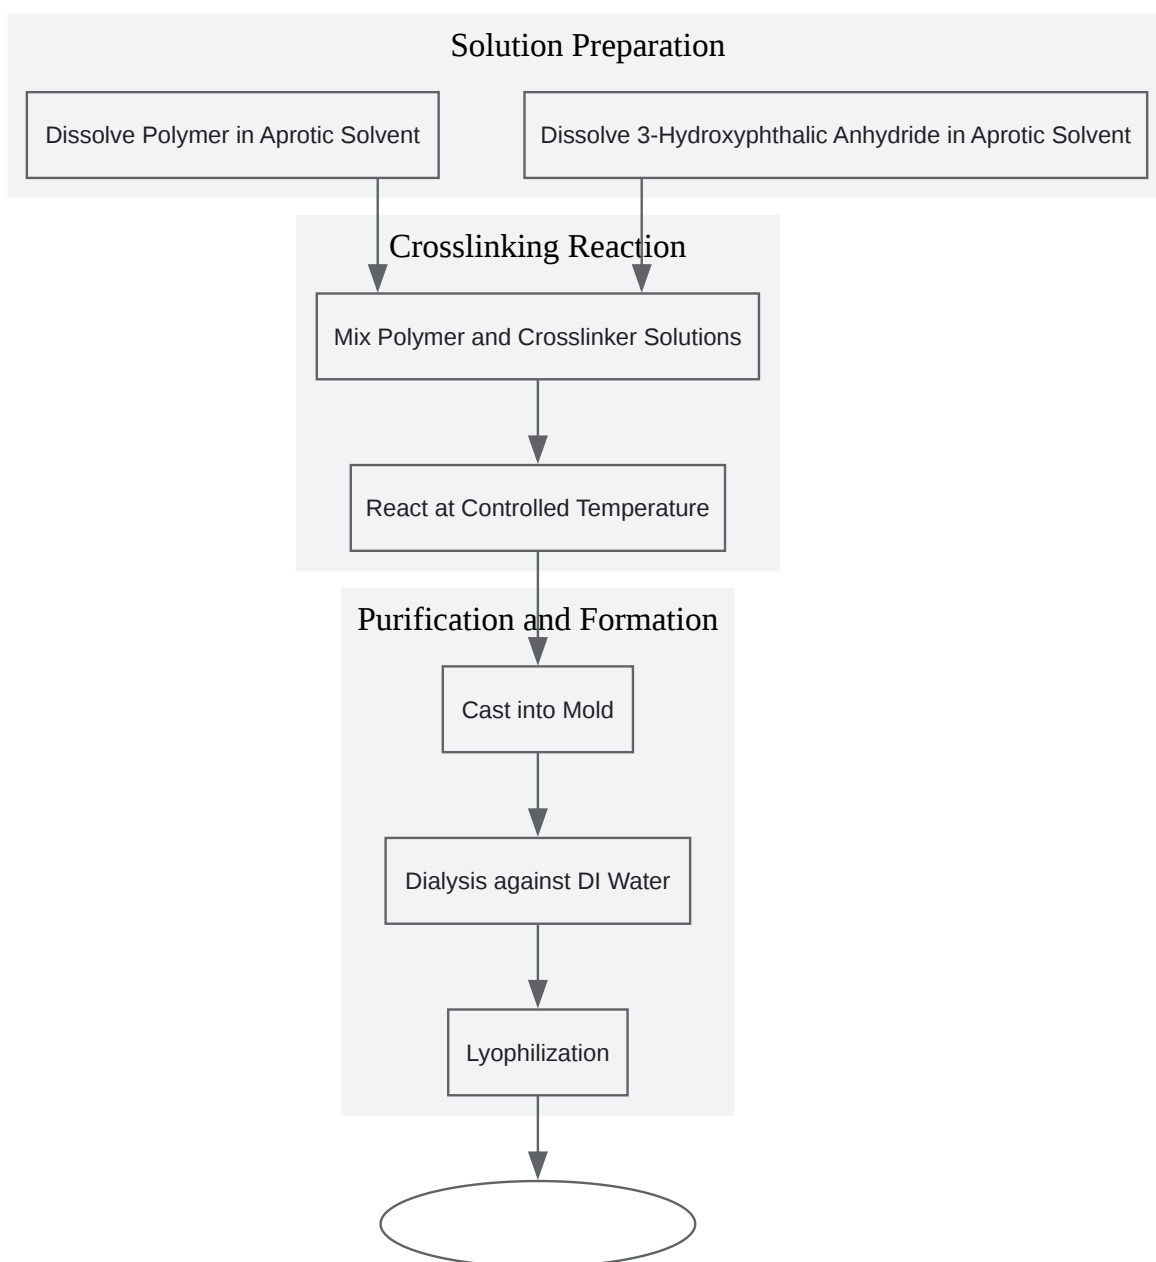 Solution Preparation
Dissolve Polymer in Aprotic Solvent
Dissolve 3-Hydroxyphthalic Anhydride in Aprotic Solvent
Crosslinking Reaction
Mix Polymer and Crosslinker Solutions
React at Controlled Temperature
Purification and Formation
Cast into Mold
Dialysis against DI Water
Lyophilization